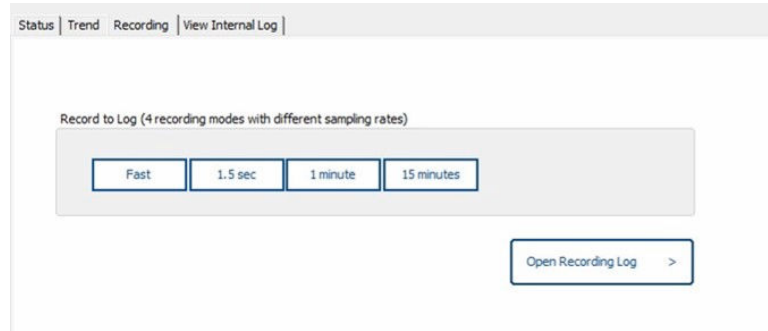 Status Trend Recording View Internal Log
Record to Log (4 recording modes with different sampling rates)
Fast 1.5 sec 1 minute 15 minutes
Open Recording Log >